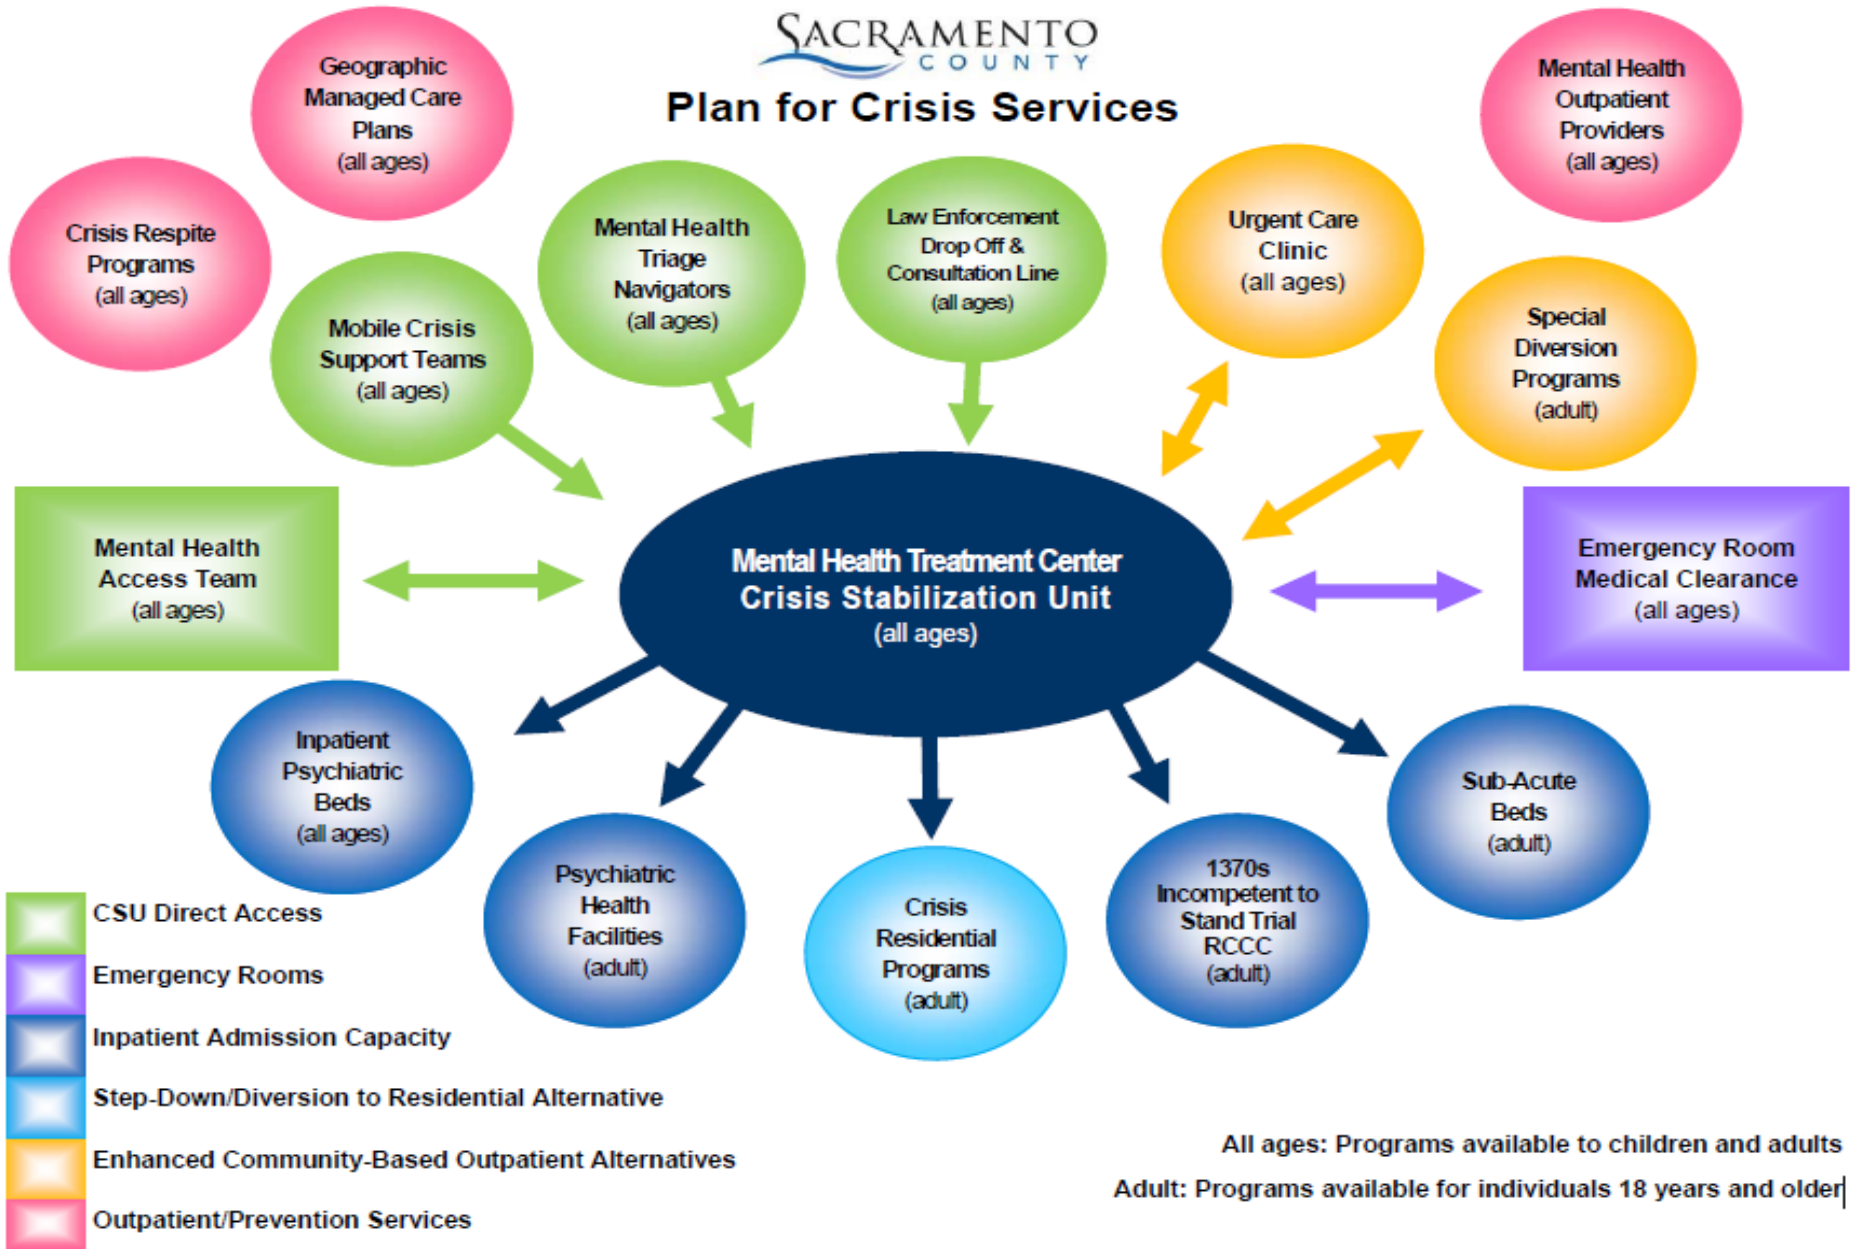 SACRAMENTO
COUNTY
Plan for Crisis Services
Geographic
Managed Care
Plans
(all ages)
Mental Health
Outpatient
Providers
(all ages)
Crisis Respite
Programs
(all ages)
Mental Health
Triage
Navigators
(all ages)
Law Enforcement
Drop Off &
Consultation Line
(all ages)
Urgent Care
Clinic
(all ages)
Mobile Crisis
Support Teams
(all ages)
Special
Diversion
Programs
(adult)
Mental Health
Access Team
(all ages)
Mental Health Treatment Center
Crisis Stabilization Unit
(all ages)
Emergency Room
Medical Clearance
(all ages)
Inpatient
Psychiatric
Beds
(all ages)
Psychiatric
Health
Facilities
(adult)
Crisis
Residential
Programs
(adult)
1370s
Incompetent to
Stand Trial
RCCC
(adult)
Sub-Acute
Beds
(adult)
CSU Direct Access
Emergency Rooms
Inpatient Admission Capacity
Step-Down/Diversion to Residential Alternative
Enhanced Community-Based Outpatient Alternatives
Outpatient/Prevention Services
All ages: Programs available to children and adults
Adult: Programs available for individuals 18 years and older